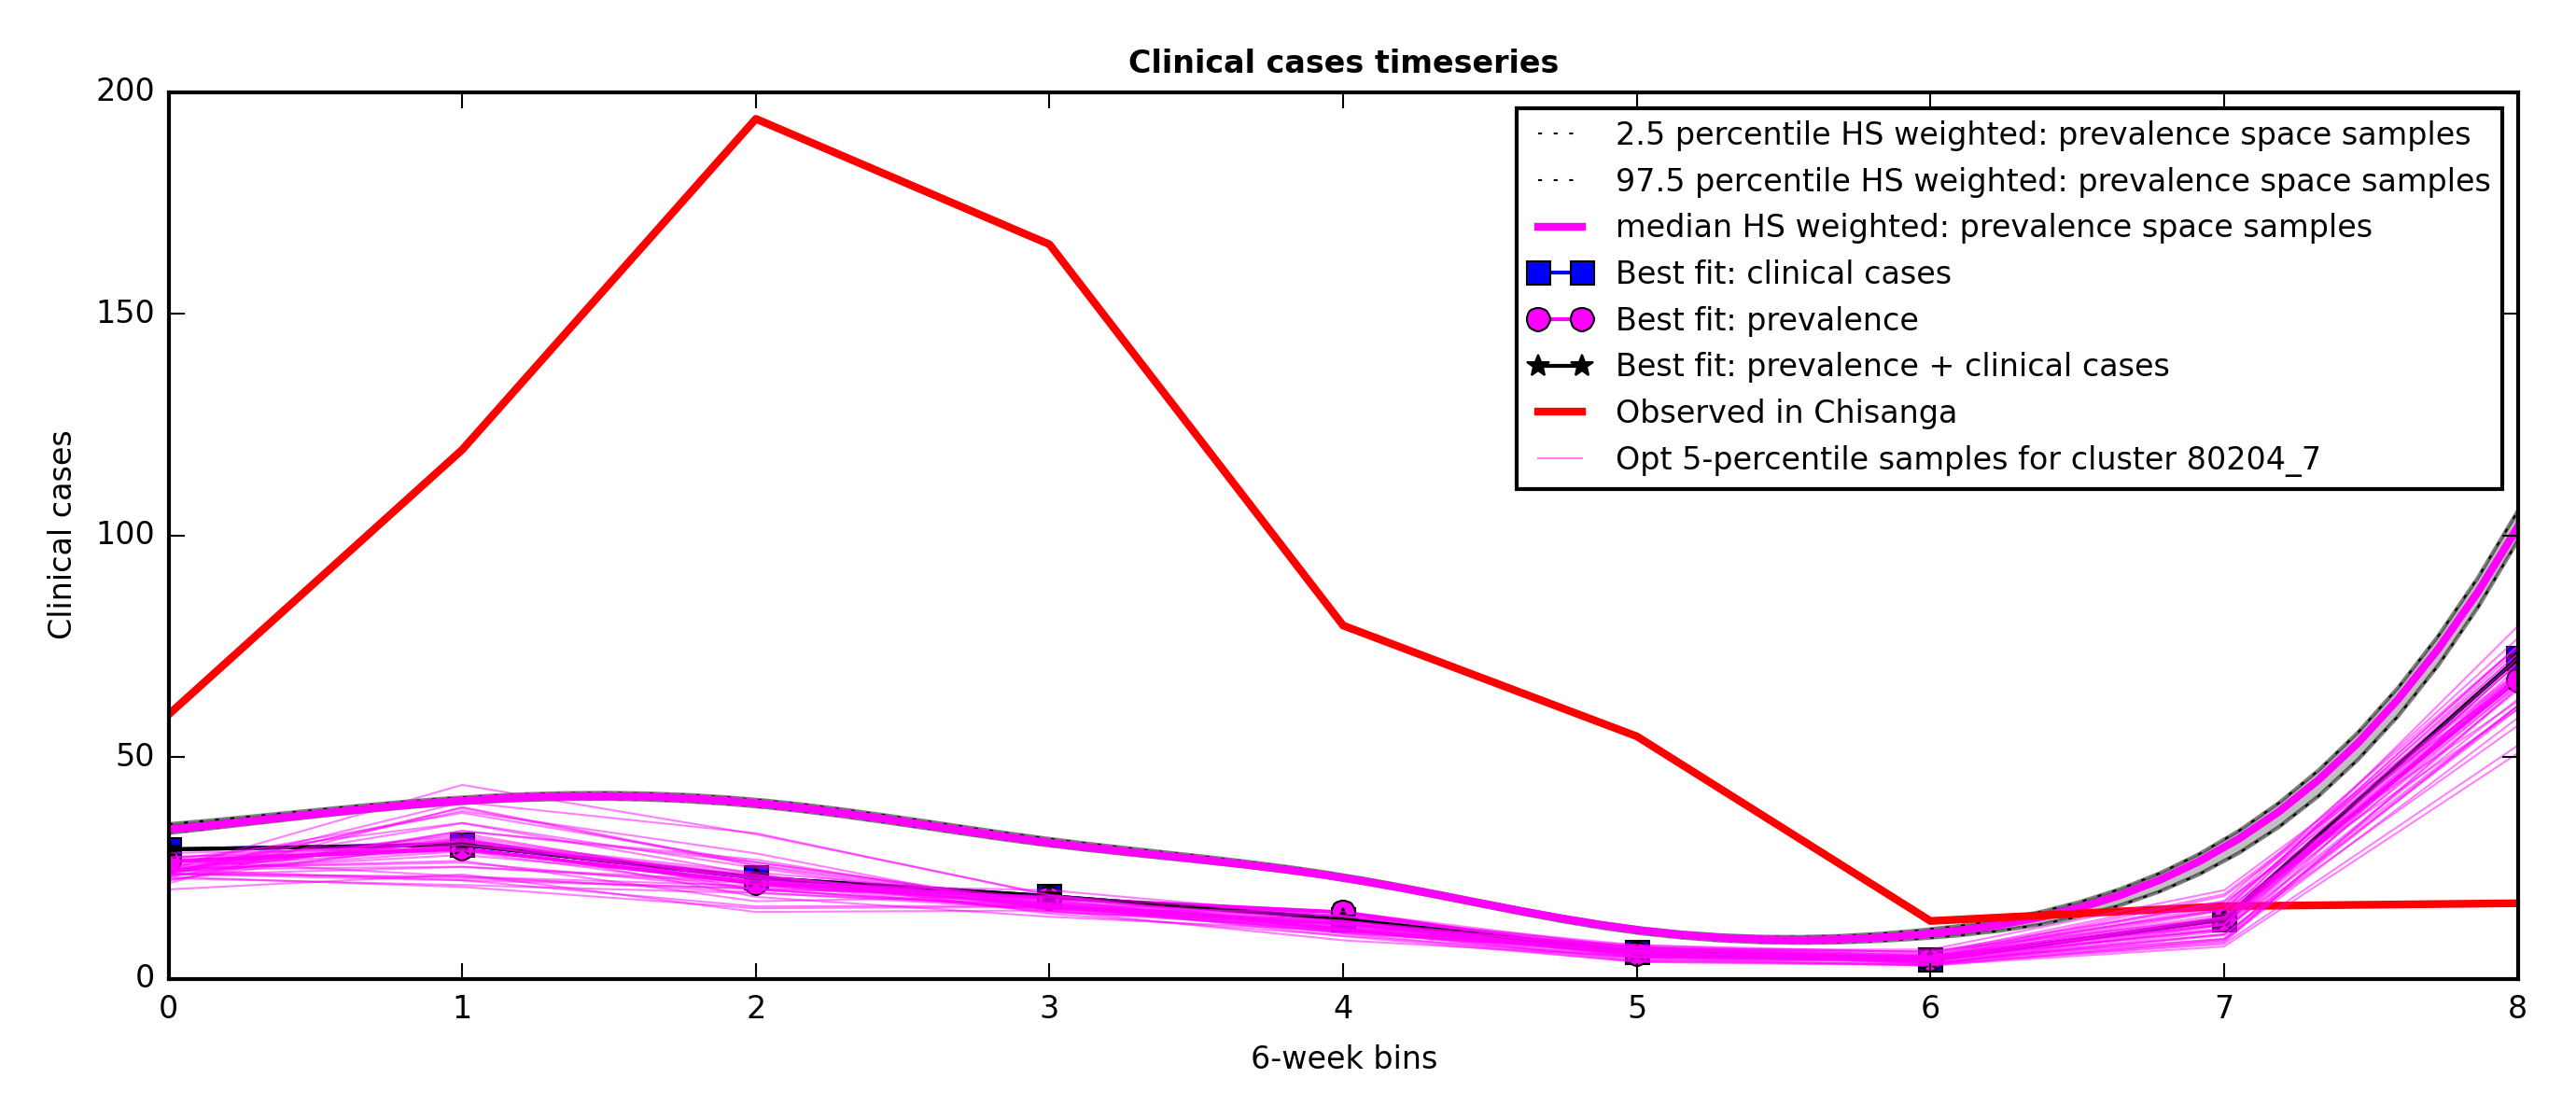 Clinical cases timeseries
200
150
100
50
0
Clinical cases
2.5 percentile HS weighted: prevalence space samples
97.5 percentile HS weighted: prevalence space samples
median HS weighted: prevalence space samples
Best fit: clinical cases
Best fit: prevalence
Best fit: prevalence + clinical cases
Observed in Chisanga
Opt 5-percentile samples for cluster 80204_7
0 1 2 3 4 5 6 7 8
6-week bins